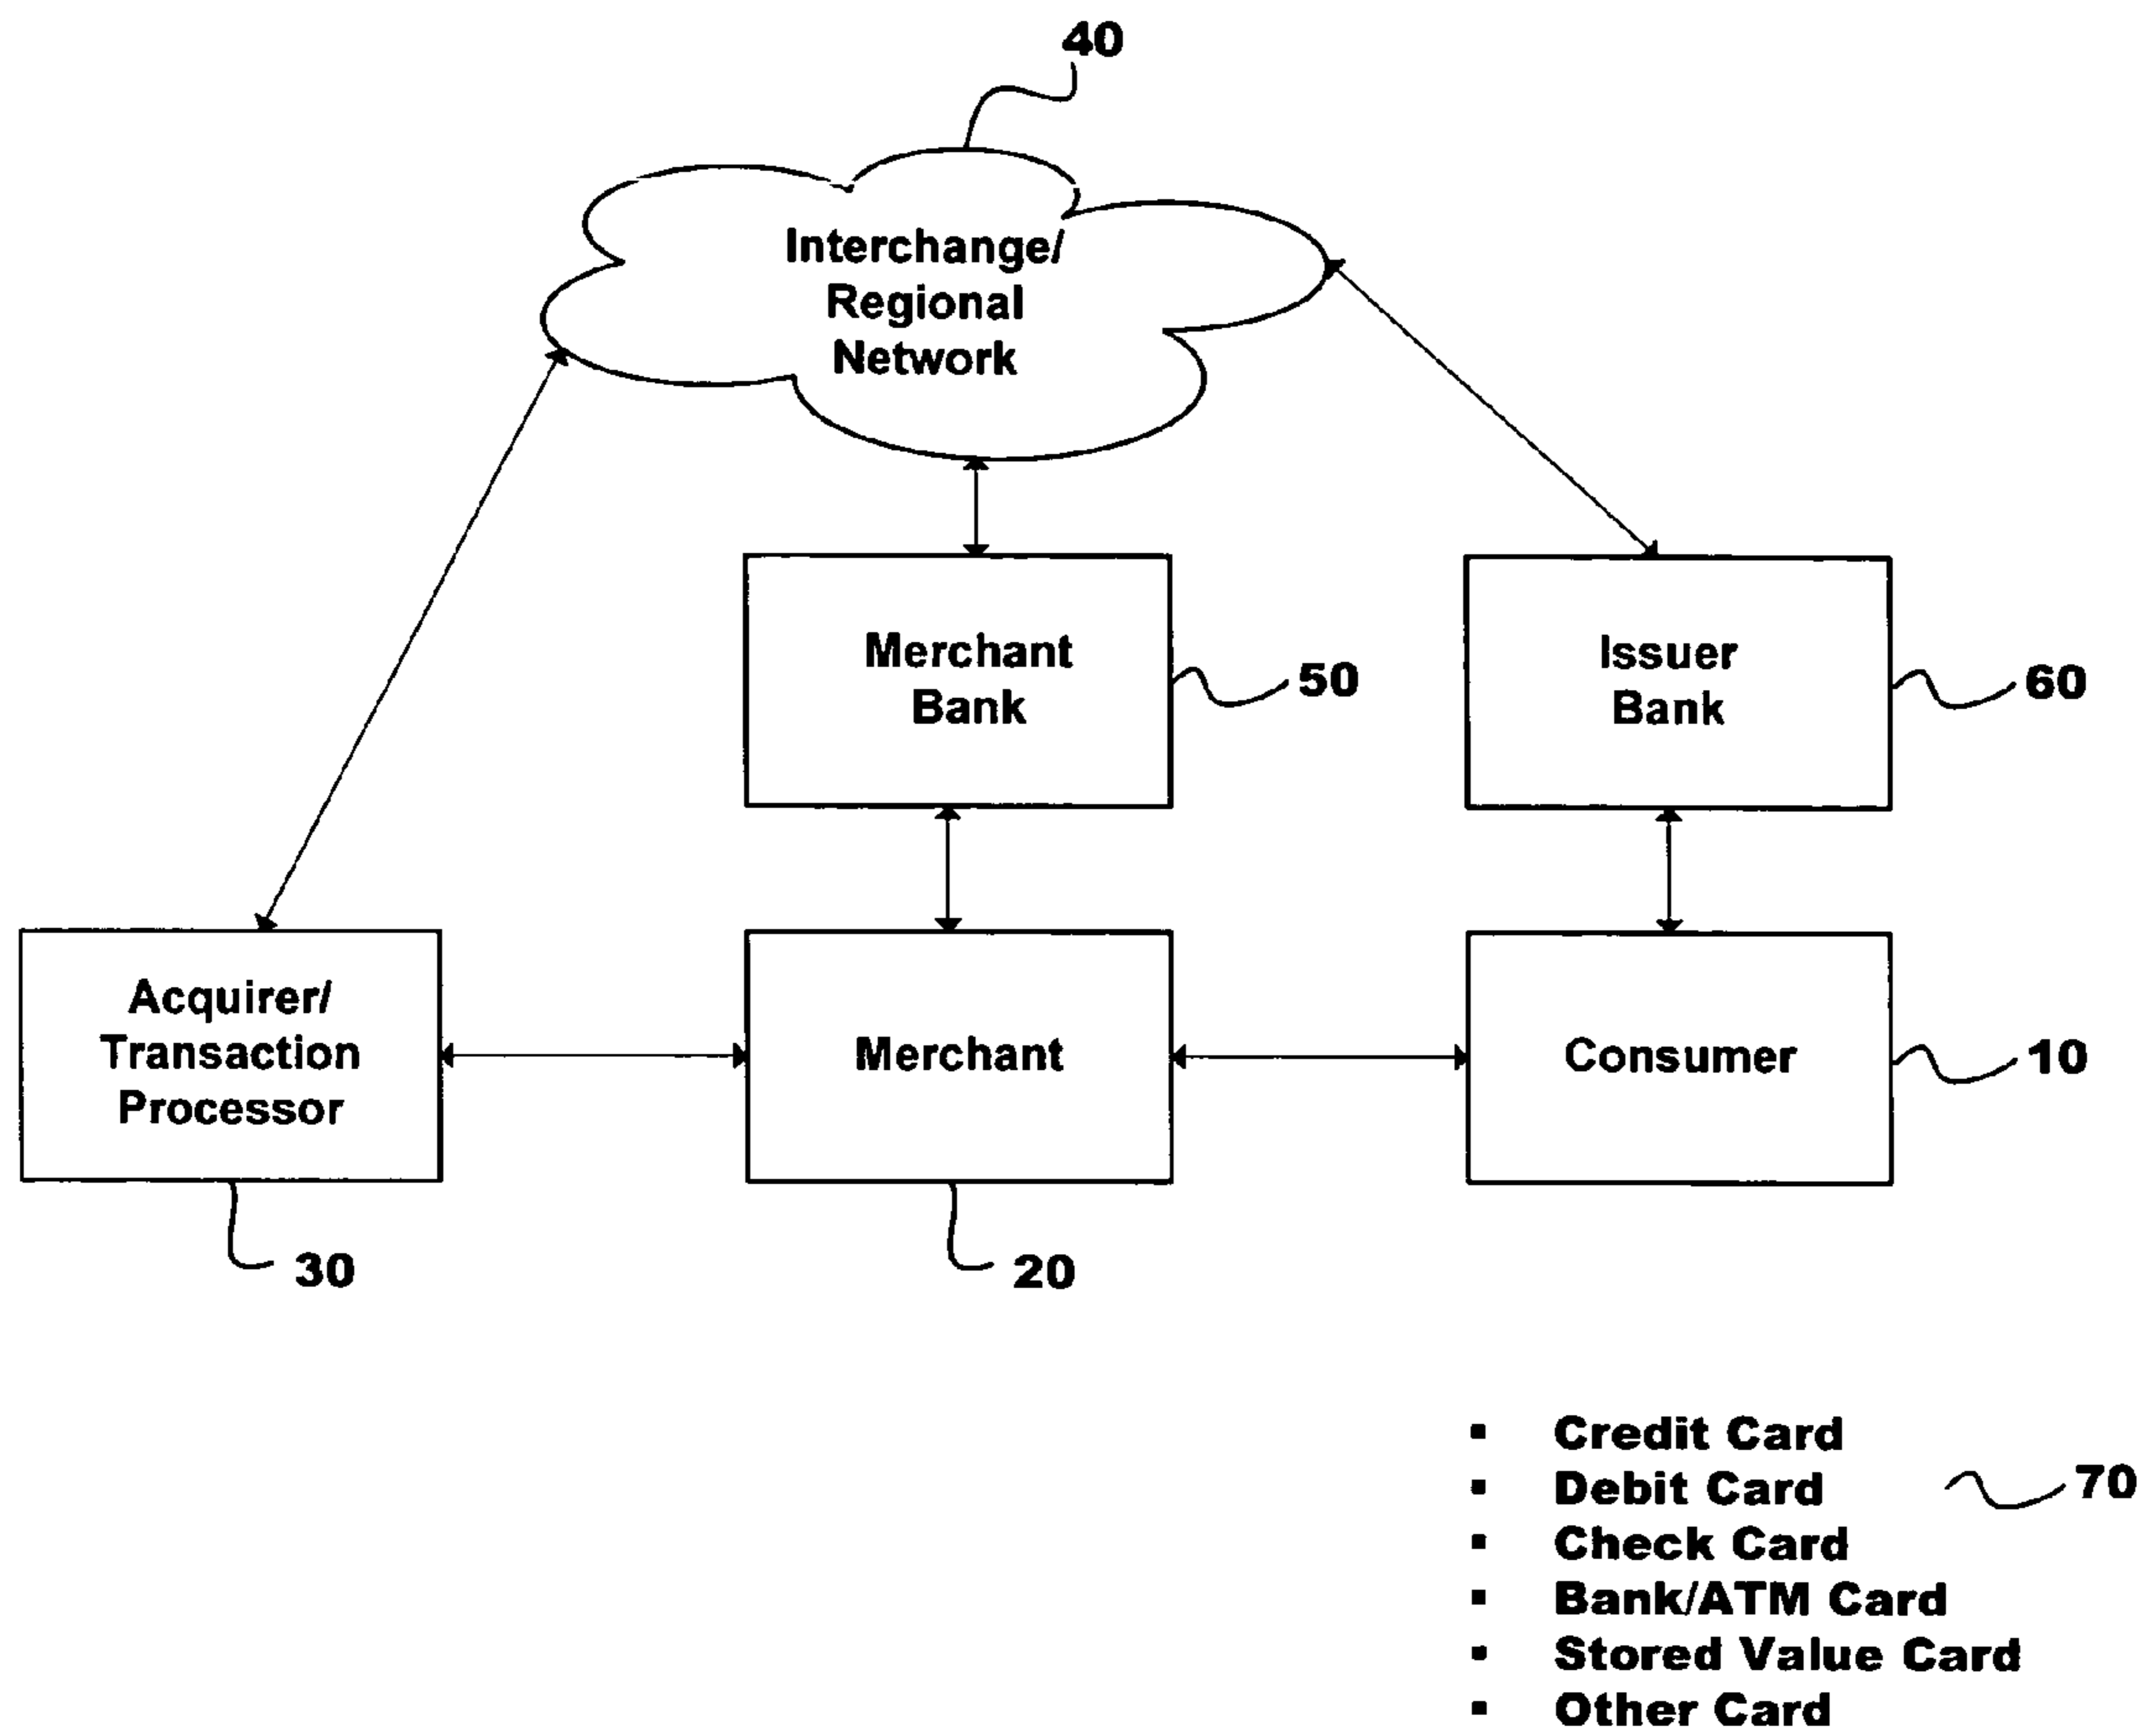 40
Interchange/
Regional
Network
Merchant
Bank
50
Issuer
Bank
60
Acquirer/
Transaction
Processor
30
Merchant
20
Consumer
10
▪ Credit Card
▪ Debit Card
▪ Check Card
▪ Bank/ATM Card
▪ Stored Value Card
▪ Other Card
70